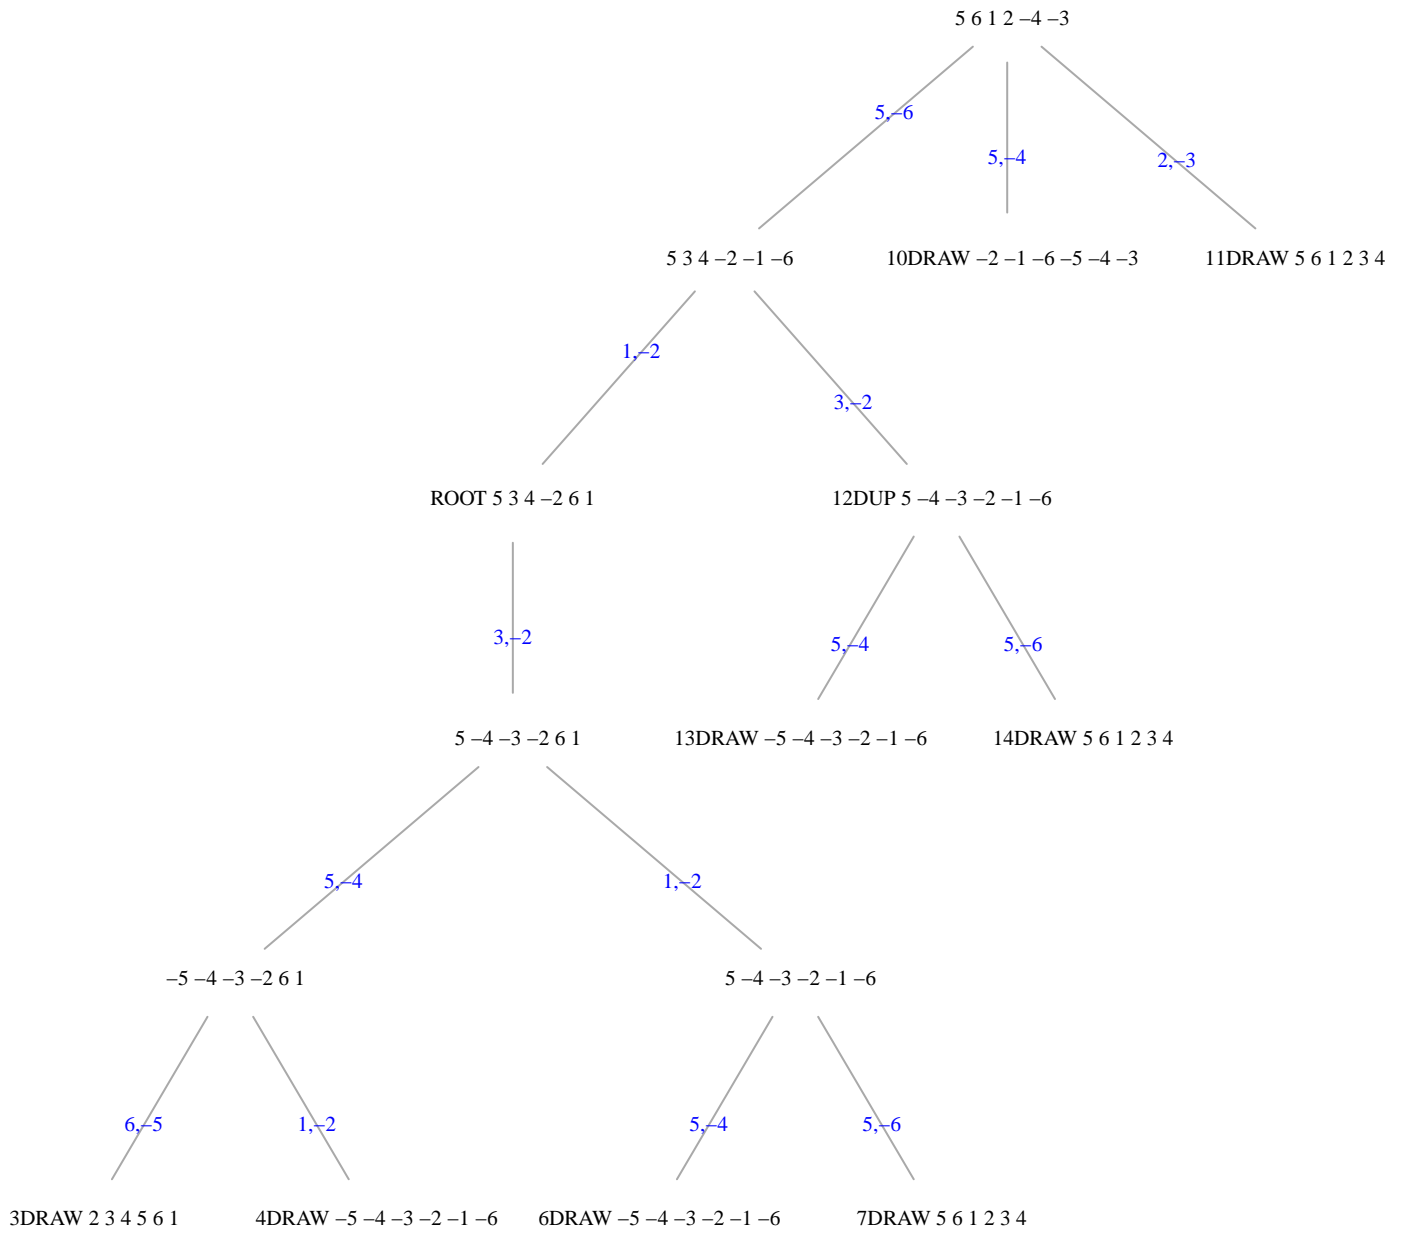 5 6 1 2 –4 –3
5,–6
5,–4
2,–3
5 3 4 –2 –1 –6
10DRAW –2 –1 –6 –5 –4 –3
11DRAW 5 6 1 2 3 4
1,–2
3,–2
ROOT 5 3 4 –2 6 1
12DUP 5 –4 –3 –2 –1 –6
3,–2
5,–4
5,–6
5 –4 –3 –2 6 1
13DRAW –5 –4 –3 –2 –1 –6
14DRAW 5 6 1 2 3 4
5,–4
1,–2
–5 –4 –3 –2 6 1
5 –4 –3 –2 –1 –6
6,–5
1,–2
5,–4
5,–6
3DRAW 2 3 4 5 6 1
4DRAW –5 –4 –3 –2 –1 –6
6DRAW –5 –4 –3 –2 –1 –6
7DRAW 5 6 1 2 3 4